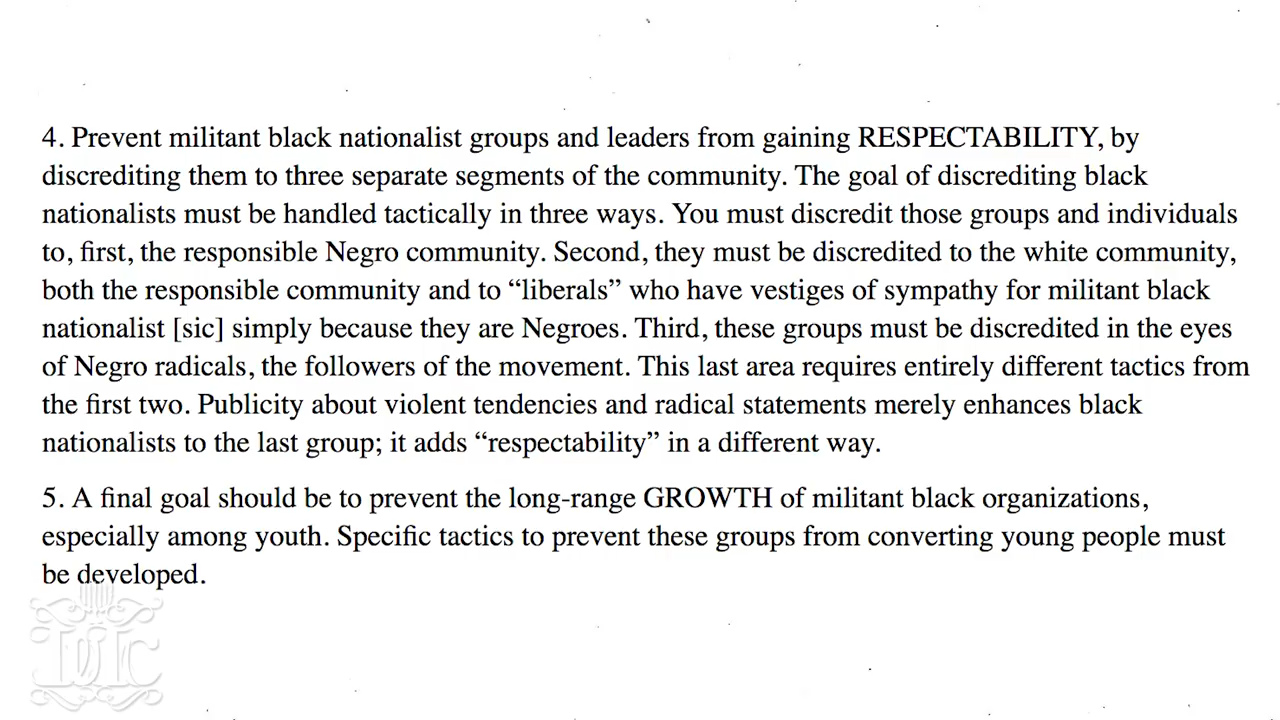 4. Prevent militant black nationalist groups and leaders from gaining RESPECTABILITY, by
discrediting them to three separate segments of the community. The goal of discrediting black
nationalists must be handled tactically in three ways. You must discredit those groups and individuals
to, first, the responsible Negro community. Second, they must be discredited to the white community,
both the responsible community and to “liberals” who have vestiges of sympathy for militant black
nationalist [sic] simply because they are Negroes. Third, these groups must be discredited in the eyes
of Negro radicals, the followers of the movement. This last area requires entirely different tactics from
the first two. Publicity about violent tendencies and radical statements merely enhances black
nationalists to the last group; it adds “respectability” in a different way.
5. A final goal should be to prevent the long-range GROWTH of militant black organizations,
especially among youth. Specific tactics to prevent these groups from converting young people must
be developed.